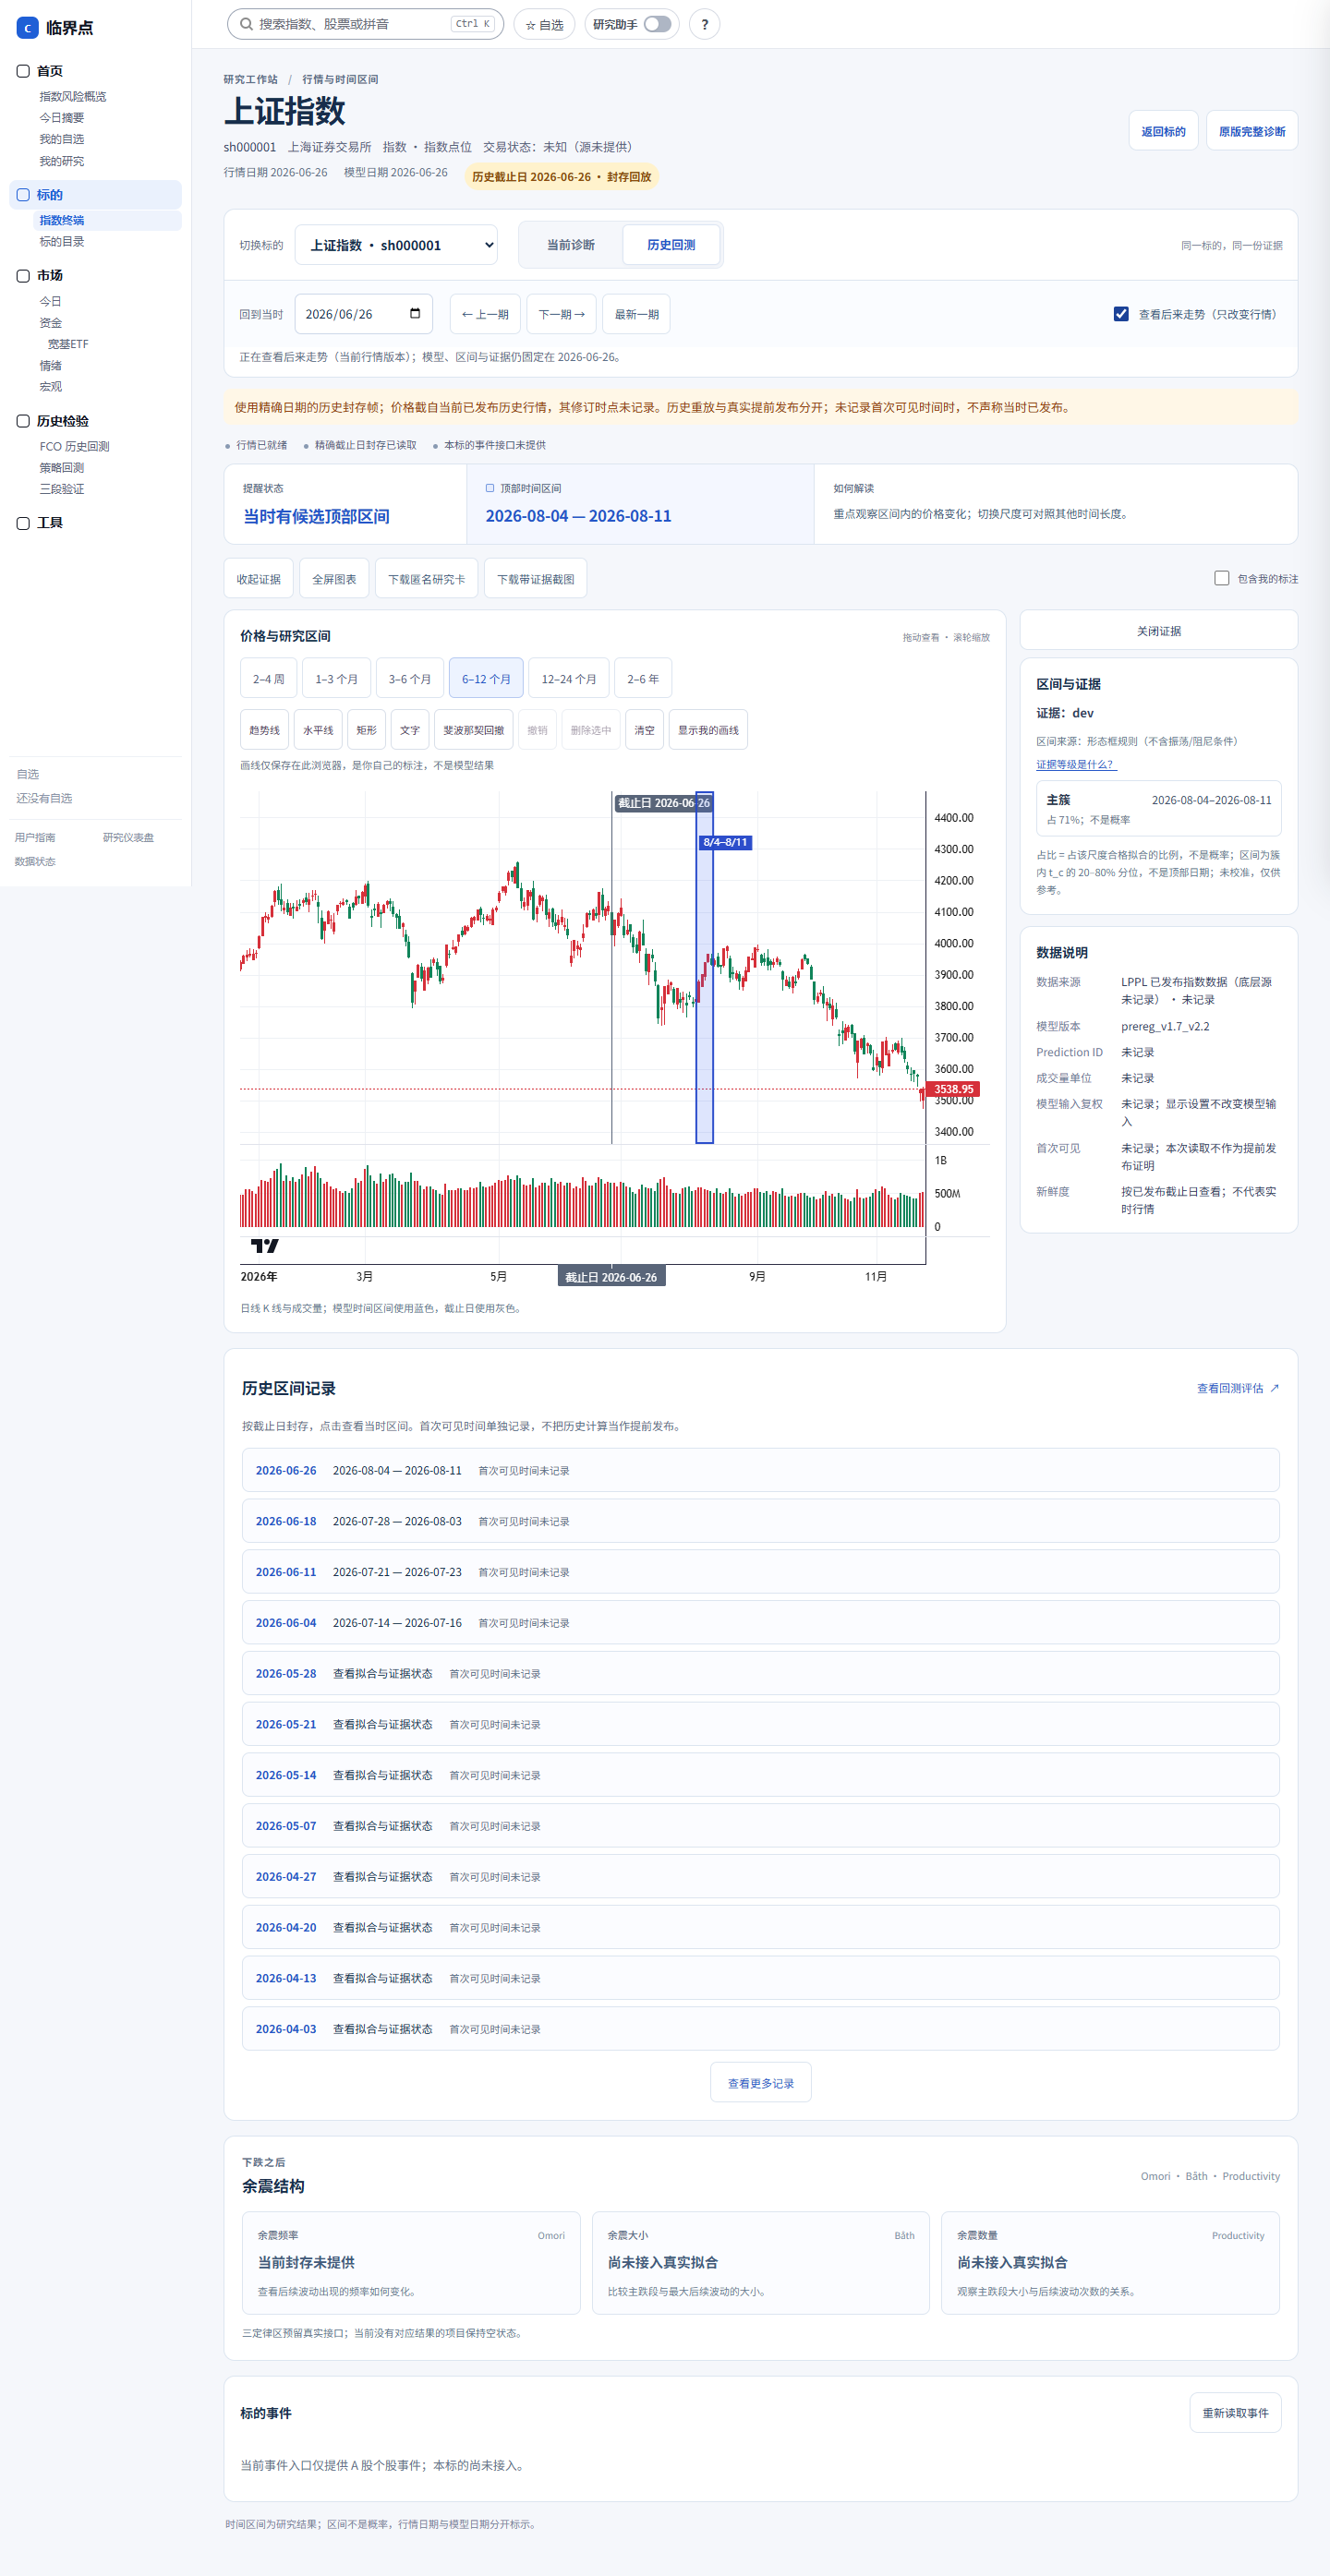 C 临界点
首页
指数风险概览
今日摘要
我的自选
我的研究
标的
指数终端
标的目录
市场
今日
资金
宽基ETF
情绪
宏观
历史检验
FCO 历史回测
策略回测
三段验证
工具
自选
还没有自选
用户指南 研究仪表盘
数据状态
搜索指数、股票或拼音 Ctrl K ☆ 自选 研究助手 ?
研究工作站 / 行情与时间区间
上证指数
sh000001 上海证券交易所 指数 · 指数点位 交易状态：未知（源未提供）
行情日期 2026-06-26 模型日期 2026-06-26 历史截止日 2026-06-26 · 封存回放
返回标的 原版完整诊断
切换标的 上证指数 · sh000001 当前诊断 历史回测 同一标的，同一份证据
回到当时 2026/06/26 ← 上一期 下一期 → 最新一期 查看后来走势（只改变行情）
正在查看后来走势（当前行情版本）；模型、区间与证据仍固定在 2026-06-26。
使用精确日期的历史封存帧；价格截自当前已发布历史行情，其修订时点未记录。历史重放与真实提前发布分开；未记录首次可见时间时，不声称当时已发布。
行情已就绪 精确截止日封存已读取 本标的事件接口未提供
提醒状态
当时有候选顶部区间
顶部时间区间
2026-08-04 — 2026-08-11
如何解读
重点观察区间内的价格变化；切换尺度可对照其他时间长度。
收起证据 全屏图表 下载匿名研究卡 下载带证据截图 包含我的标注
价格与研究区间 拖动查看 · 滚轮缩放
2–4 周 1–3 个月 3–6 个月 6–12 个月 12–24 个月 2–6 年
趋势线 水平线 矩形 文字 斐波那契回撤 撤销 删除选中 清空 显示我的画线
画线仅保存在此浏览器，是你自己的标注，不是模型结果
截止日 2026-06-26
8/4–8/11
4400.00
4300.00
4200.00
4100.00
4000.00
3900.00
3800.00
3700.00
3600.00
3538.95
3500.00
3400.00
1B
500M
0
2026年 3月 5月 截止日 2026-06-26 9月 11月
日线 K 线与成交量；模型时间区间使用蓝色，截止日使用灰色。
关闭证据
区间与证据
证据：dev
区间来源：形态框规则（不含振荡/阻尼条件）
证据等级是什么？
主簇 2026-08-04–2026-08-11
占 71%；不是概率
占比 = 占该尺度合格拟合的比例，不是概率；区间为簇
内 t_c 的 20–80% 分位，不是顶部日期；未校准，仅供
参考。
数据说明
数据来源 LPPL 已发布指数数据（底层源
未记录） · 未记录
模型版本 prereg_v1.7_v2.2
Prediction ID 未记录
成交量单位 未记录
模型输入复权 未记录；显示设置不改变模型输
入
首次可见 未记录；本次读取不作为提前发
布证明
新鲜度 按已发布截止日查看；不代表实
时行情
历史区间记录 查看回测评估 ↗
按截止日封存，点击查看当时区间。首次可见时间单独记录，不把历史计算当作提前发布。
2026-06-26 2026-08-04 — 2026-08-11 首次可见时间未记录
2026-06-18 2026-07-28 — 2026-08-03 首次可见时间未记录
2026-06-11 2026-07-21 — 2026-07-23 首次可见时间未记录
2026-06-04 2026-07-14 — 2026-07-16 首次可见时间未记录
2026-05-28 查看拟合与证据状态 首次可见时间未记录
2026-05-21 查看拟合与证据状态 首次可见时间未记录
2026-05-14 查看拟合与证据状态 首次可见时间未记录
2026-05-07 查看拟合与证据状态 首次可见时间未记录
2026-04-27 查看拟合与证据状态 首次可见时间未记录
2026-04-20 查看拟合与证据状态 首次可见时间未记录
2026-04-13 查看拟合与证据状态 首次可见时间未记录
2026-04-03 查看拟合与证据状态 首次可见时间未记录
查看更多记录
下跌之后
余震结构 Omori · Båth · Productivity
余震频率 Omori
当前封存未提供
查看后续波动出现的频率如何变化。
余震大小 Båth
尚未接入真实拟合
比较主跌段与最大后续波动的大小。
余震数量 Productivity
尚未接入真实拟合
观察主跌段大小与后续波动次数的关系。
三定律区预留真实接口；当前没有对应结果的项目保持空状态。
标的事件 重新读取事件
当前事件入口仅提供 A 股个股事件；本标的尚未接入。
时间区间为研究结果；区间不是概率，行情日期与模型日期分开标示。